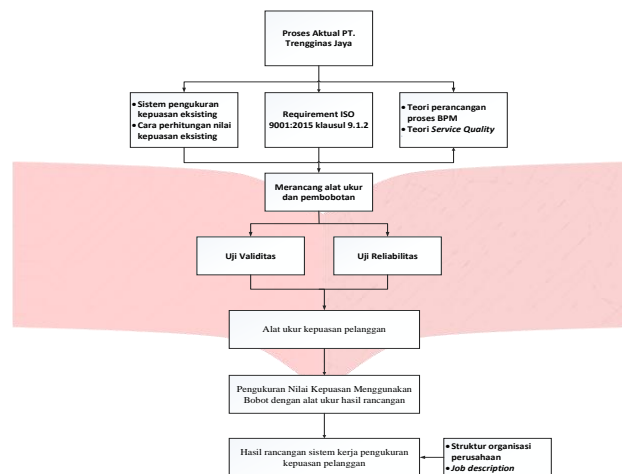 Proses Aktual PT.
Trengginas Jaya
• Sistem pengukuran
kepuasan eksisting
• Cara perhitungan nilai
kepuasan eksisting
Requirement ISO
9001:2015 klausul 9.1.2
• Teori perancangan
proses BPM
• Teori Service Quality
Merancang alat ukur
dan pembobotan
Uji Validitas
Uji Reliabilitas
Alat ukur kepuasan pelanggan
Pengukuran Nilai Kepuasan Menggunakan
Bobot dengan alat ukur hasil rancangan
Hasil rancangan sistem kerja pengukuran
kepuasan pelanggan
• Struktur organisasi
perusahaan
• Job description